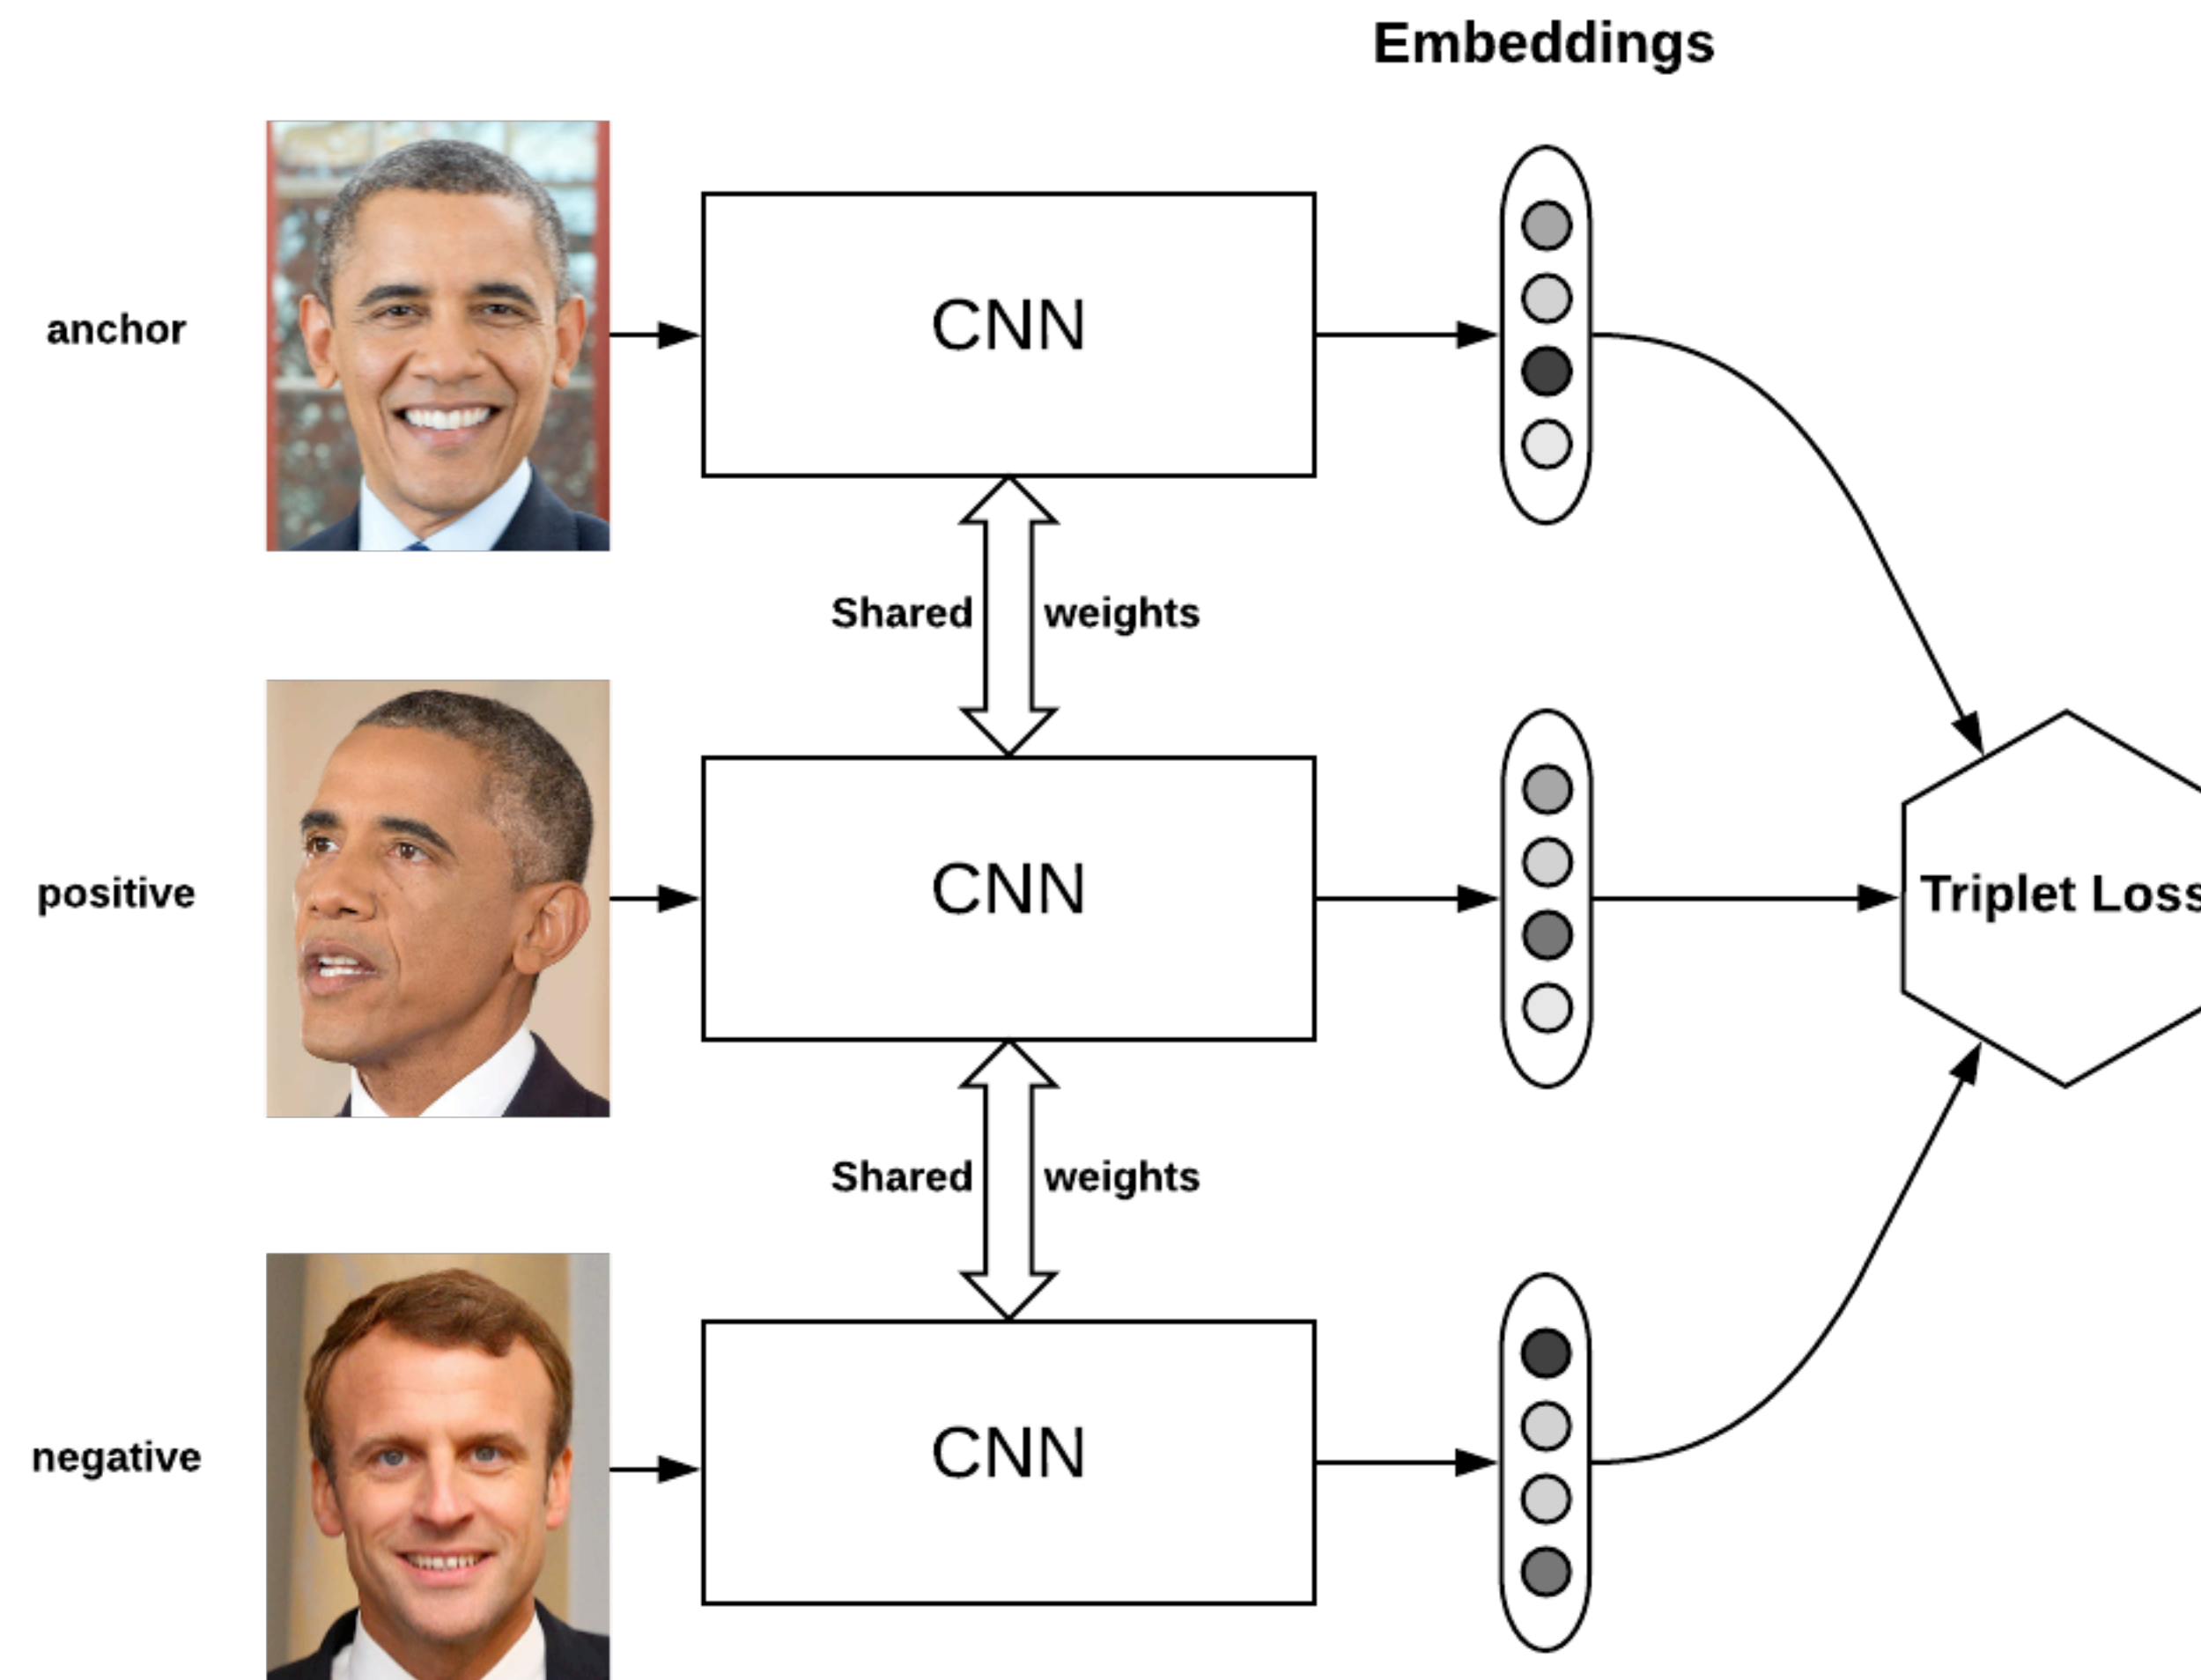 Embeddings
anchor
CNN
Shared weights
positive
CNN
Triplet Loss
Shared weights
negative
CNN